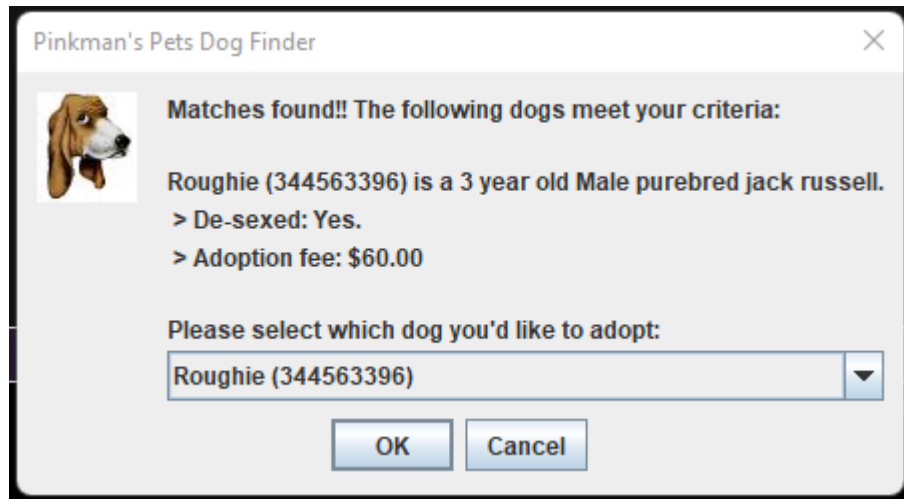 Pinkman's Pets Dog Finder
Matches found!! The following dogs meet your criteria:
Roughie (344563396) is a 3 year old Male purebred jack russell.
> De-sexed: Yes.
> Adoption fee: $60.00
Please select which dog you'd like to adopt:
Roughie (344563396)
OK Cancel